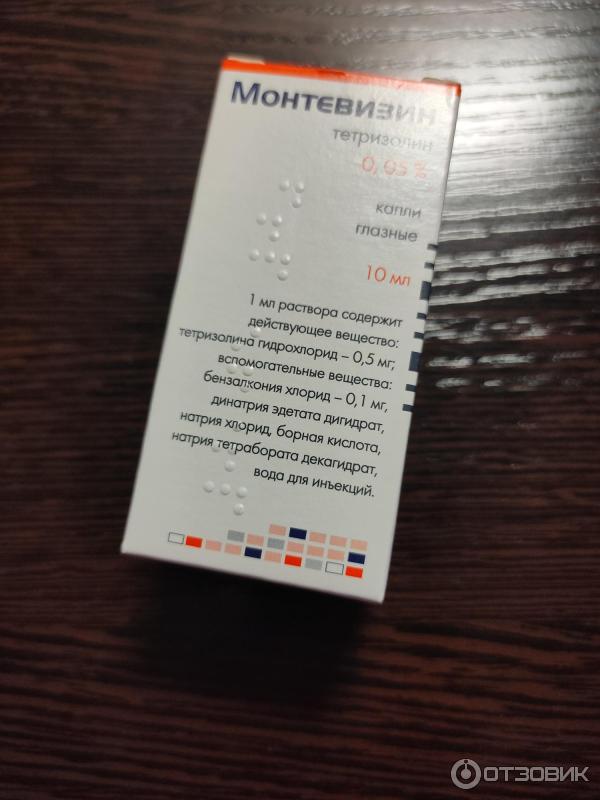 Монтевизин
тетризолин
0,05 %
капли
глазные
10 мл
1 мл раствора содержит
действующее вещество:
тетризолина гидрохлорид – 0,5 мг;
вспомогательные вещества:
бензалкония хлорид – 0,1 мг,
динатрия эдетата дигидрат,
натрия хлорид, борная кислота,
натрия тетрабората декагидрат,
вода для инъекций.
ОТЗОВИК